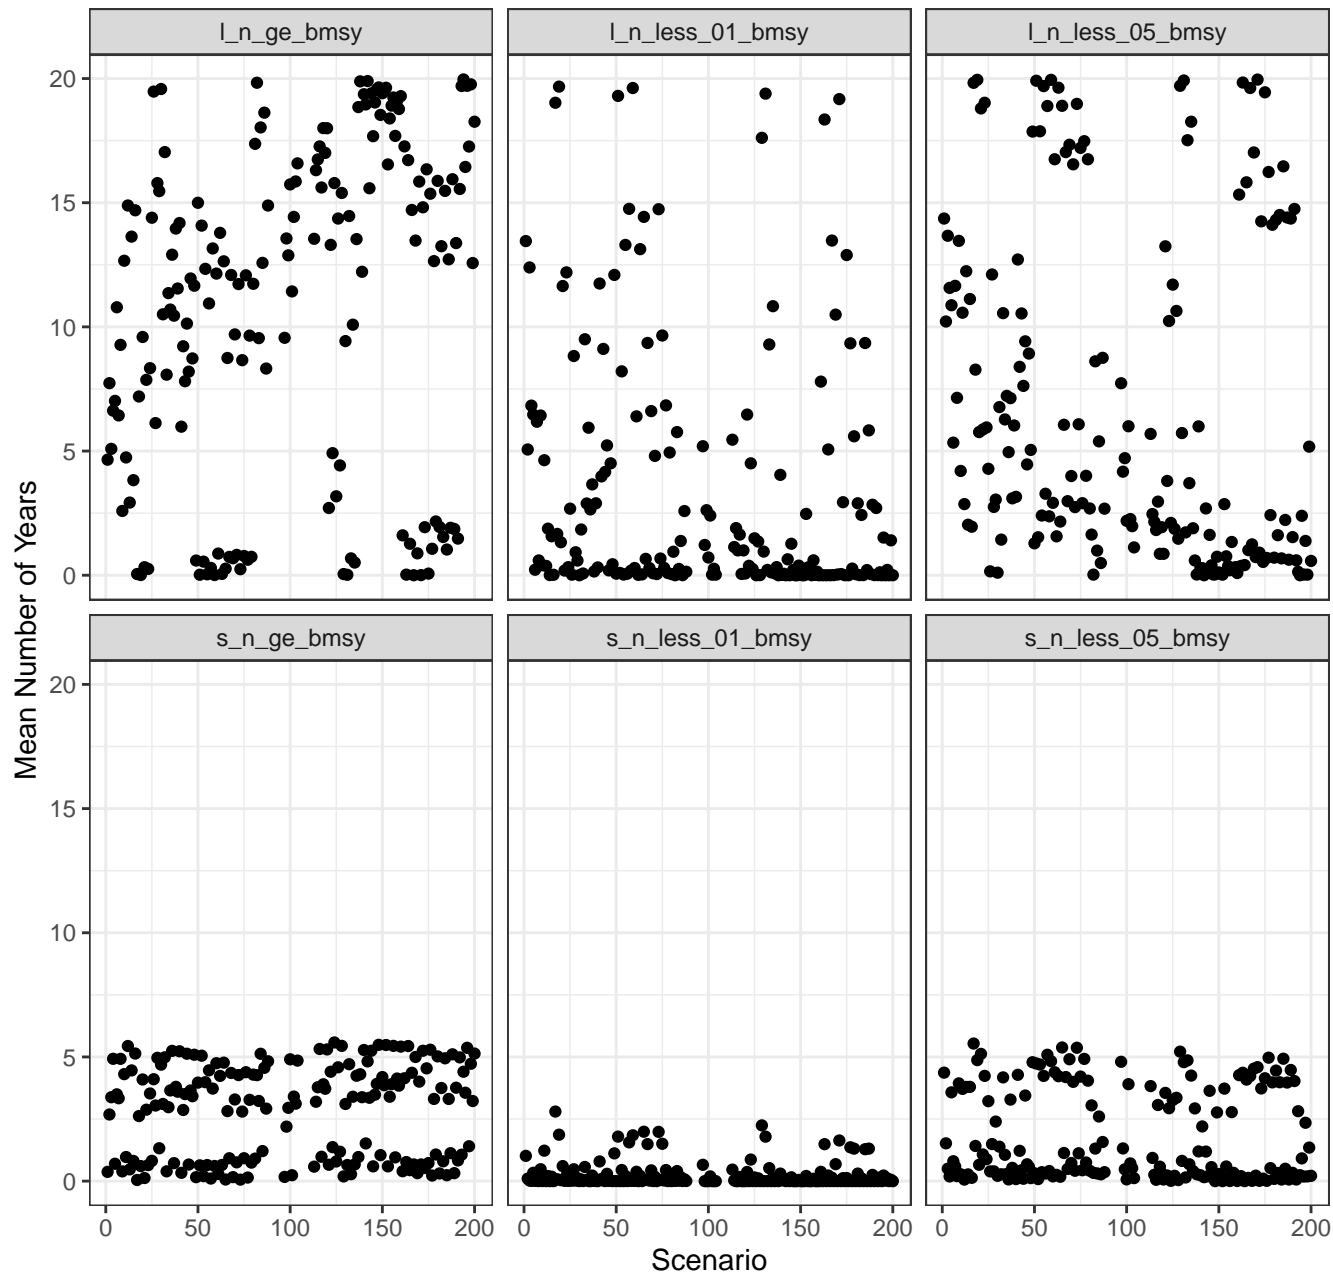 l_n_ge_bmsy l_n_less_01_bmsy l_n_less_05_bmsy
20
15
10
5
0
s_n_ge_bmsy s_n_less_01_bmsy s_n_less_05_bmsy
20
15
10
5
0
Mean Number of Years
0 50 100 150 200 0 50 100 150 200 0 50 100 150 200
Scenario